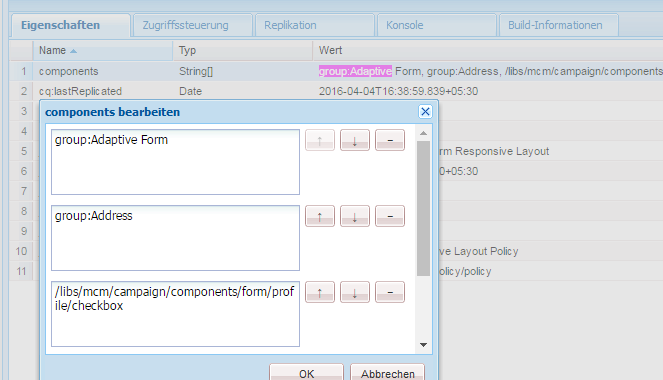 Eigenschaften Zugriffssteuerung Replikation Konsole Build-Informationen
Name Typ Wert
1 components String[] group:Adaptive Form, group:Address, /libs/mcm/campaign/components
2 cq:lastReplicated Date 2016-04-04T16:38:59.839+05:30
3
components bearbeiten
4
group:Adaptive Form
5 rm Responsive Layout
6 0+05:30
7
8
group:Address
9
10 ve Layout Policy
11 olicy/policy
/libs/mcm/campaign/components/form/pro
file/checkbox
OK Abbrechen